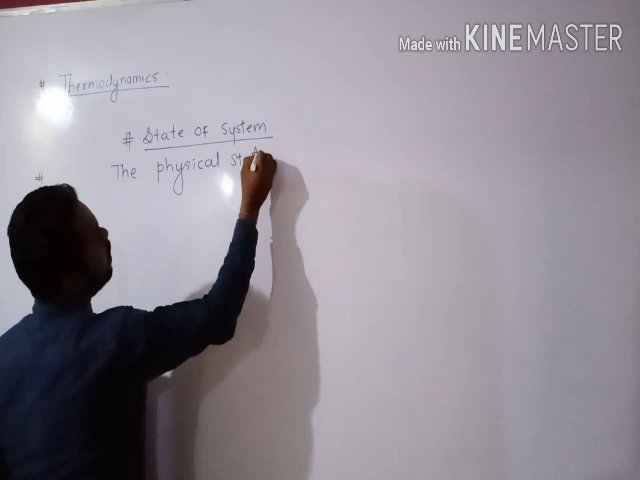 Made with KINEMASTER
# Thermodynamics :
# State of System
The physical
#